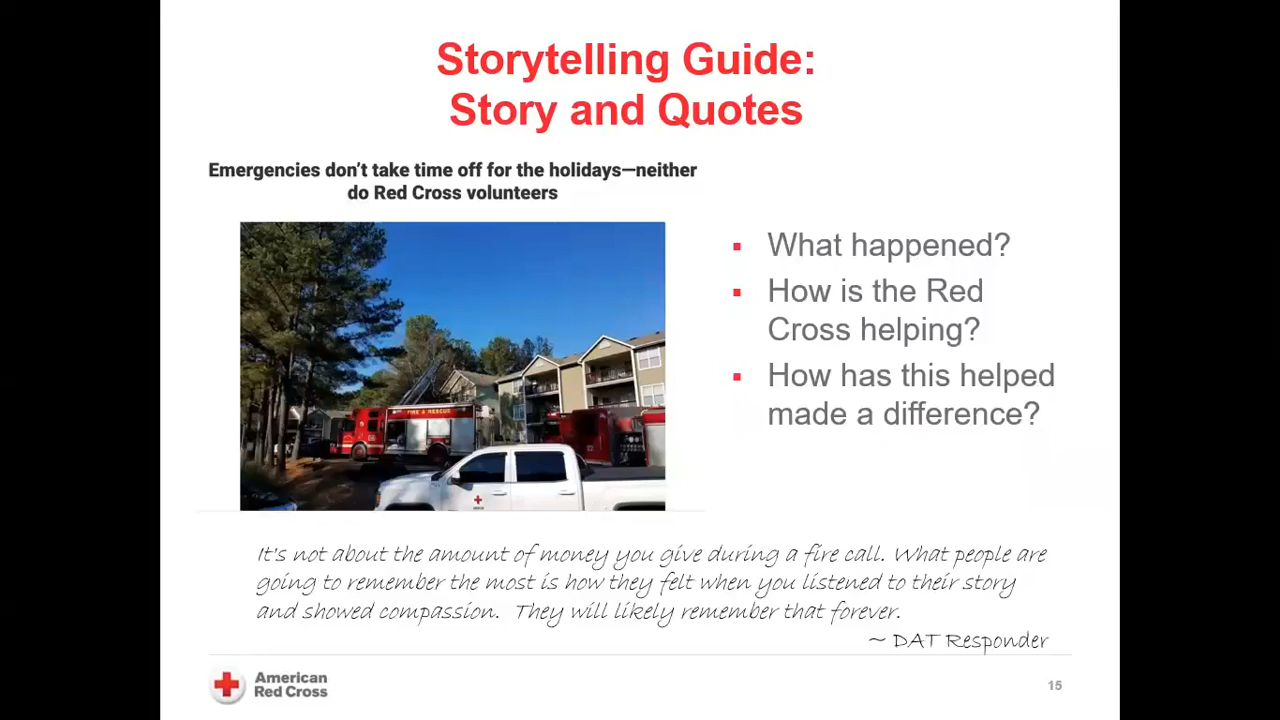 Storytelling Guide:
Story and Quotes
Emergencies don't take time off for the holidays—neither
do Red Cross volunteers
What happened?
How is the Red
Cross helping?
How has this helped
made a difference?
FIRE & RESCUE
It's not about the amount of money you give during a fire call. What people are
going to remember the most is how they felt when you listened to their story
and showed compassion. They will likely remember that forever.
~ DAT Responder
American
Red Cross
15